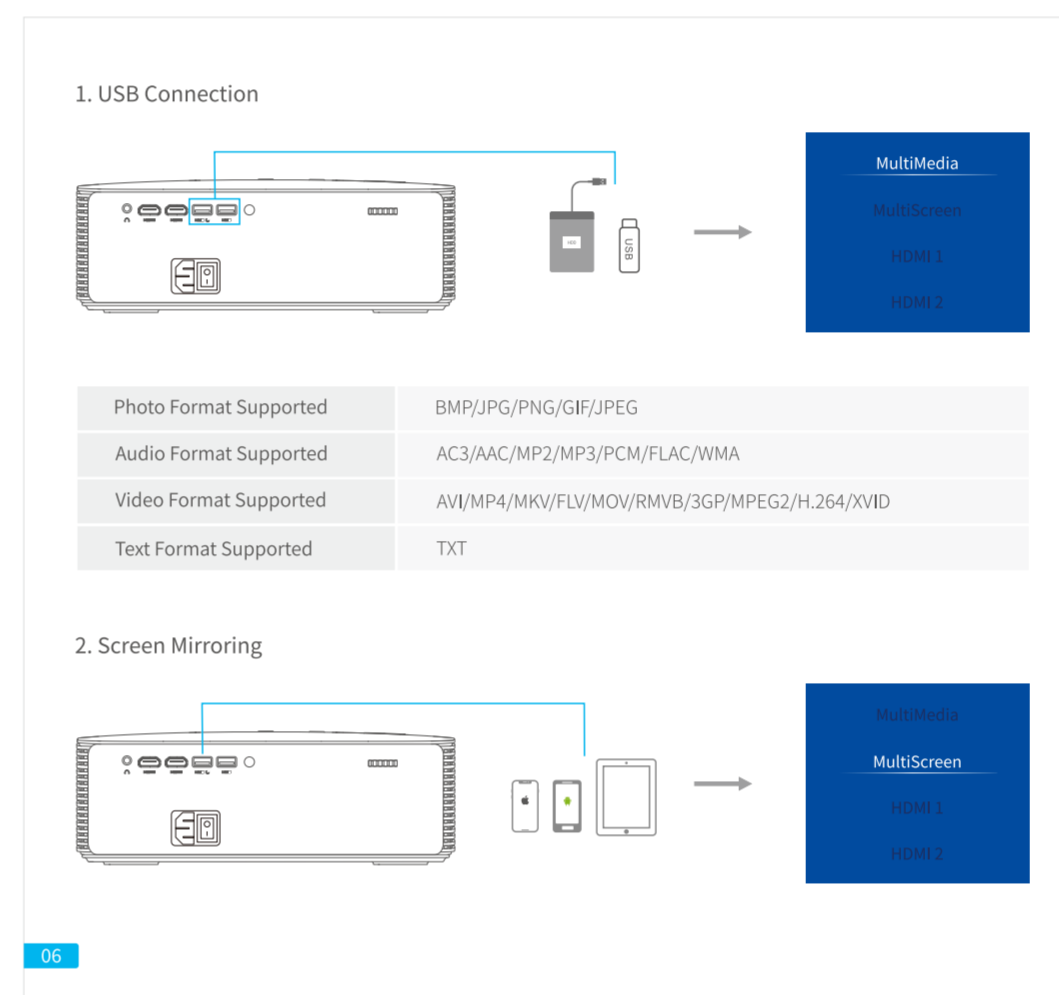 1. USB Connection
MultiMedia
MultiScreen
HDMI 1
HDMI 2
USB
Photo Format Supported BMP/JPG/PNG/GIF/JPEG
Audio Format Supported AC3/AAC/MP2/MP3/PCM/FLAC/WMA
Video Format Supported AVI/MP4/MKV/FLV/MOV/RMVB/3GP/MPEG2/H.264/XVID
Text Format Supported TXT
2. Screen Mirroring
MultiMedia
MultiScreen
HDMI 1
HDMI 2
06